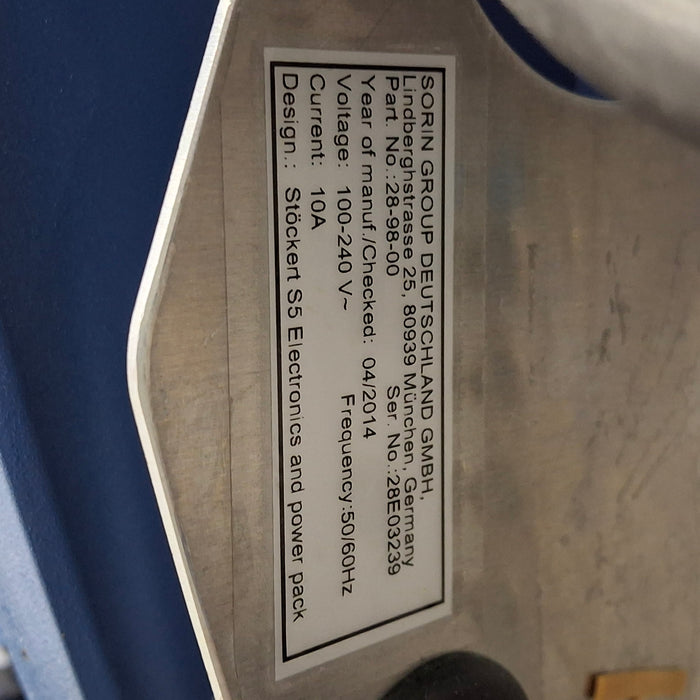 SORIN GROUP DEUTSCHLAND GMBH,
Lindberghstrasse 25, 80939 München, Germany
Part. No.:28-98-00 Ser. No.:28E03239
Year of manuf./Checked: 04/2014
Voltage: 100-240 V~ Frequency:50/60Hz
Current: 10A
Design.: Stöckert S5 Electronics and power pack